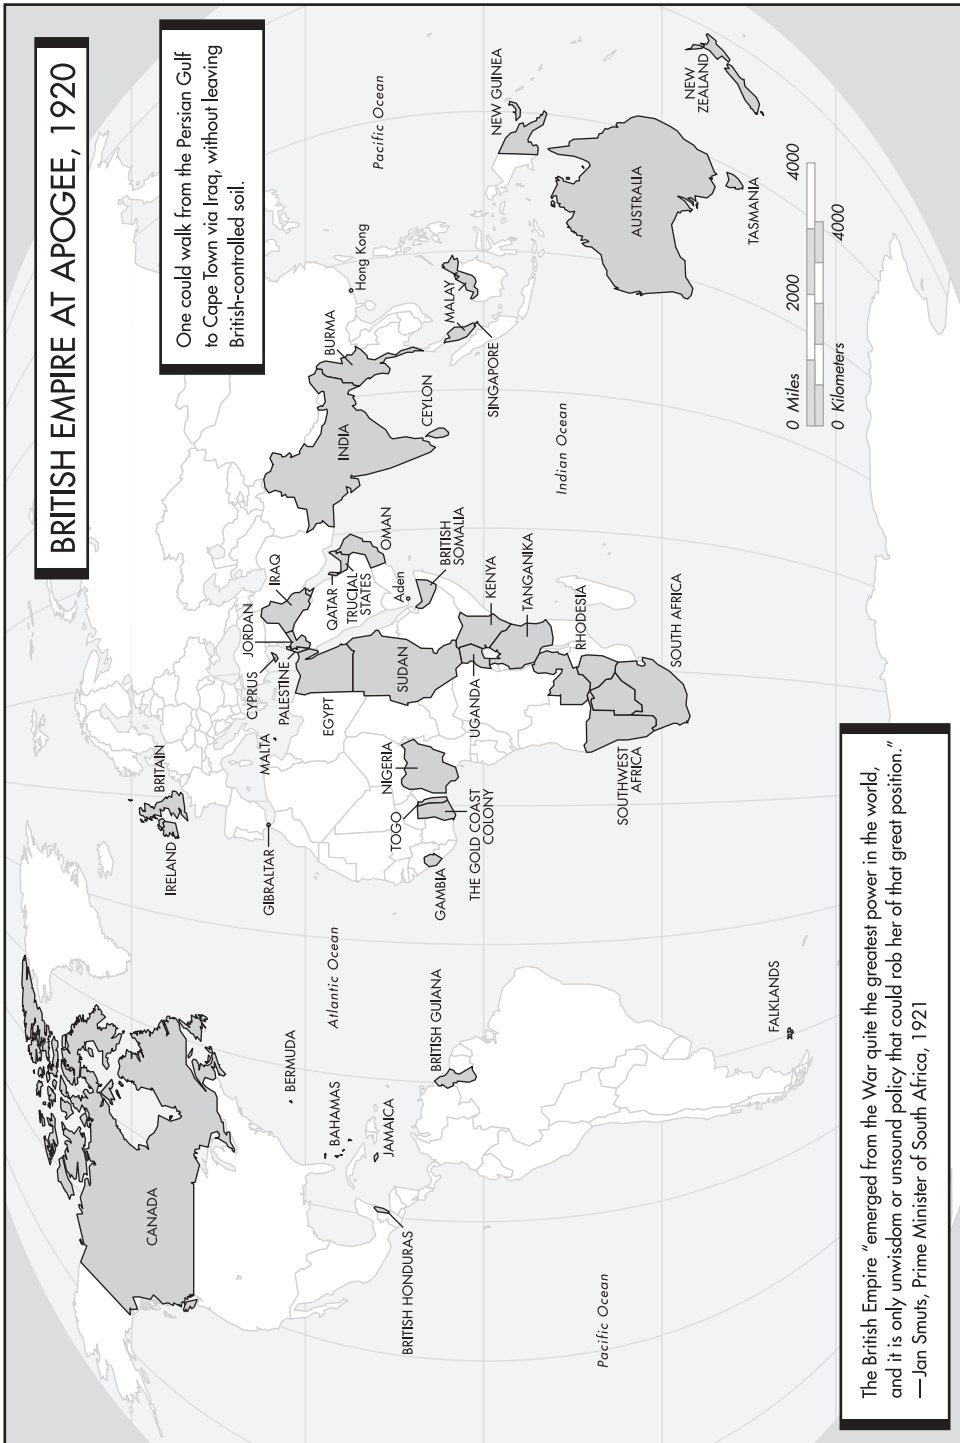 BRITISH EMPIRE AT APOGEE, 1920
One could walk from the Persian Gulf
to Cape Town via Iraq, without leaving
British-controlled soil.
CANADA
BERMUDA
BAHAMAS
JAMAICA
BRITISH HONDURAS
BRITISH GUIANA
FALKLANDS
Atlantic Ocean
Pacific Ocean
IRELAND
BRITAIN
GIBRALTAR
MALTA
CYPRUS
PALESTINE
JORDAN
IRAQ
QATAR
TRUCIAL
STATES
OMAN
Aden
BRITISH
SOMALIA
EGYPT
SUDAN
NIGERIA
TOGO
THE GOLD COAST
COLONY
GAMBIA
UGANDA
KENYA
TANGANIKA
RHODESIA
SOUTHWEST
AFRICA
SOUTH AFRICA
INDIA
BURMA
CEYLON
Hong Kong
MALAY
SINGAPORE
Indian Ocean
Pacific Ocean
NEW GUINEA
AUSTRALIA
TASMANIA
NEW
ZEALAND
0 Miles 2000 4000
0 Kilometers 4000
The British Empire “emerged from the War quite the greatest power in the world,
and it is only unwisdom or unsound policy that could rob her of that great position.”
—Jan Smuts, Prime Minister of South Africa, 1921